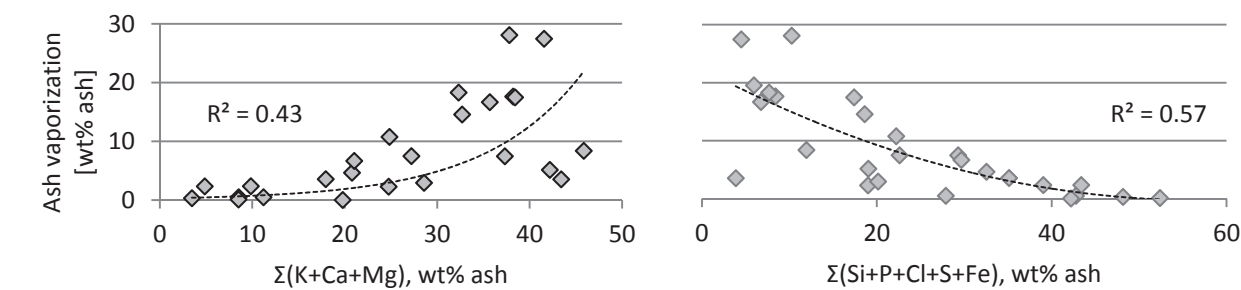 Ash vaporization
[wt% ash]
30
20
10
0
R² = 0.43
0 10 20 30 40 50
Σ(K+Ca+Mg), wt% ash
R² = 0.57
0 20 40 60
Σ(Si+P+Cl+S+Fe), wt% ash